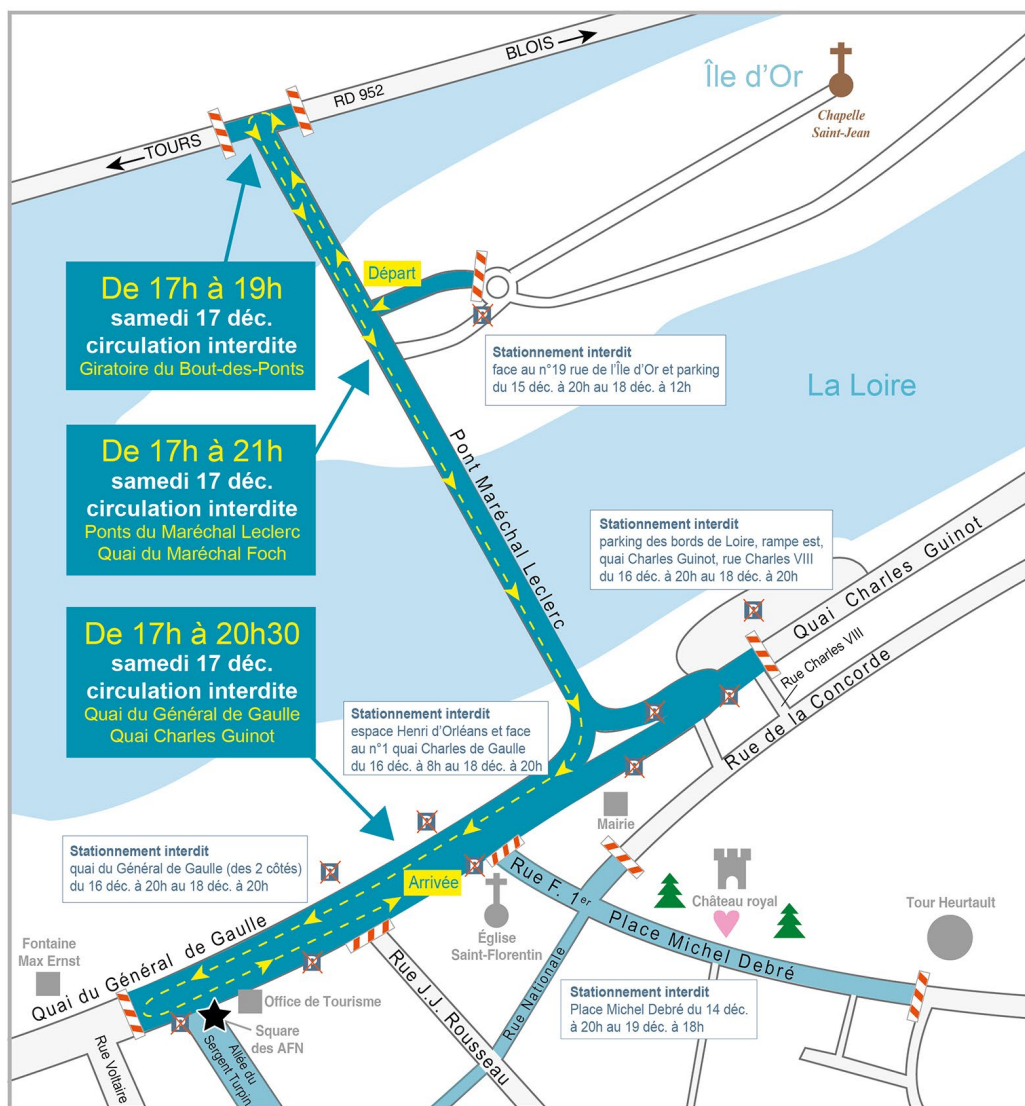 BLOIS
RD 952
TOURS
Île d'Or
Chapelle
Saint-Jean
De 17h à 19h
samedi 17 déc.
circulation interdite
Giratoire du Bout-des-Ponts
Départ
Stationnement interdit
face au n°19 rue de l'Île d'Or et parking
du 15 déc. à 20h au 18 déc. à 12h
La Loire
De 17h à 21h
samedi 17 déc.
circulation interdite
Ponts du Maréchal Leclerc
Quai du Maréchal Foch
Pont Maréchal Leclerc
Stationnement interdit
parking des bords de Loire, rampe est,
quai Charles Guinot, rue Charles VIII
du 16 déc. à 20h au 18 déc. à 20h
Quai Charles Guinot
Rue Charles VIII
Rue de la Concorde
De 17h à 20h30
samedi 17 déc.
circulation interdite
Quai du Général de Gaulle
Quai Charles Guinot
Stationnement interdit
espace Henri d'Orléans et face
au n°1 quai Charles de Gaulle
du 16 déc. à 8h au 18 déc. à 20h
P
P
P
P
P
P
P
P
P
Mairie
Stationnement interdit
quai du Général de Gaulle (des 2 côtés)
du 16 déc. à 20h au 18 déc. à 20h
Arrivée
Rue F. 1er
Place Michel Debré
Château royal
Tour Heurtault
Église
Saint-Florentin
Fontaine
Max Ernst
Quai du Général de Gaulle
Office de Tourisme
Square
des AFN
Rue J.J. Rousseau
Rue Nationale
Stationnement interdit
Place Michel Debré du 14 déc.
à 20h au 19 déc. à 18h
Rue Voltaire
Allée du
Sergent Turpin